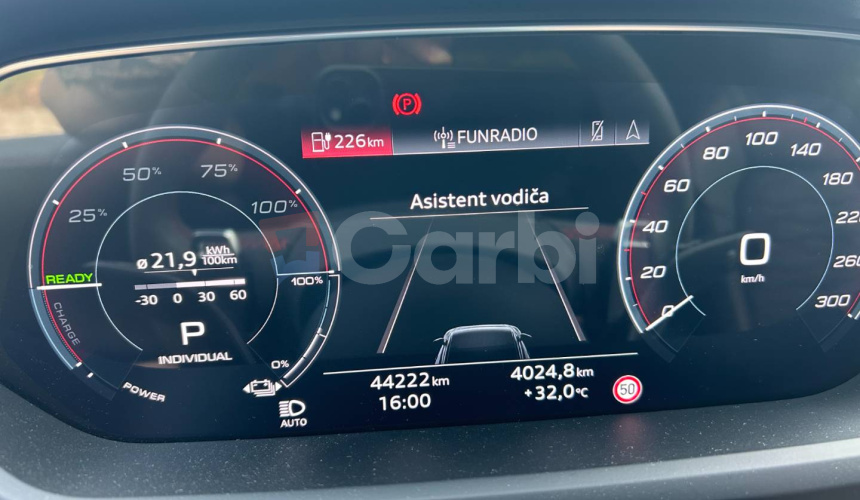 P
226 km
FUNRADIO
Asistent vodiča
25%
50%
75%
100%
READY
CHARGE
POWER
ø 21,9 kWh
100km
-30 0 30 60
P
INDIVIDUAL
100%
0%
AUTO
44222 km
16:00
4024,8 km
+32,0 °C
50
0
20
40
60
80
100
140
180
220
260
300
0
km/h
Carbi